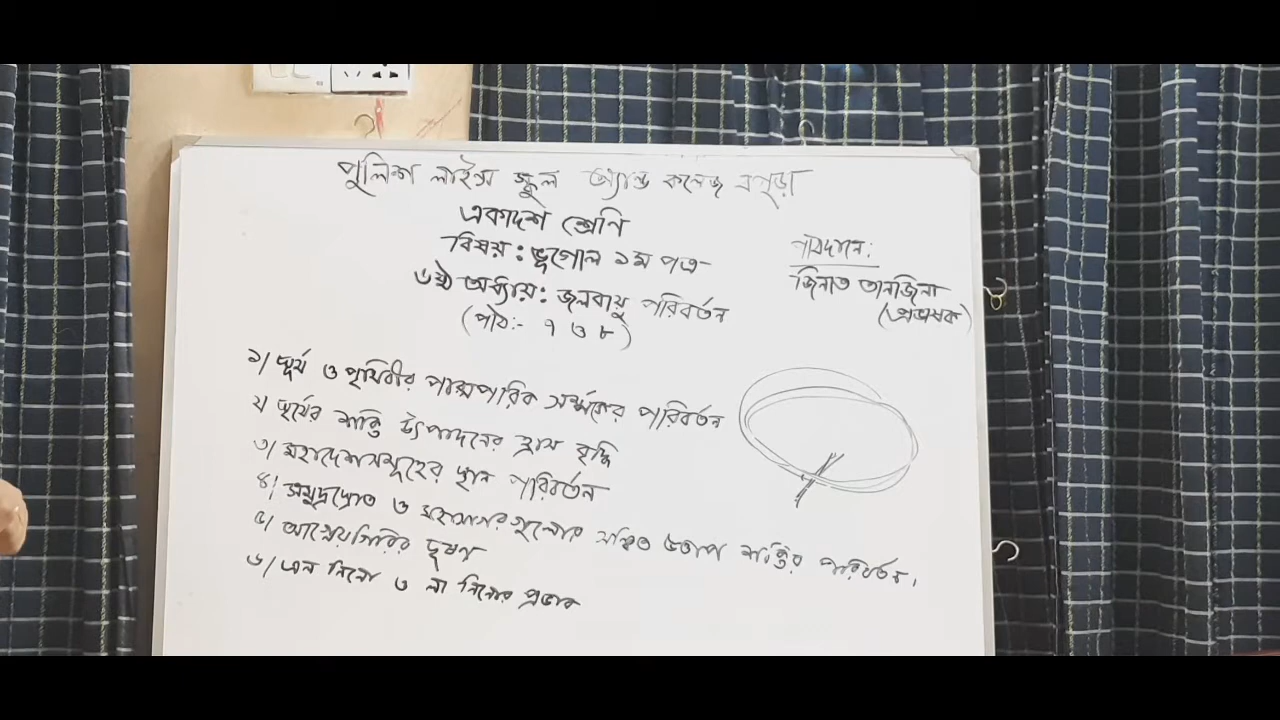 পুলিশ লাইন্স স্কুল অ্যান্ড কলেজ বগুড়া
একাদশ শ্রেণি
বিষয়: ভূগোল ১ম পত্র
৬ষ্ঠ অধ্যায়: জলবায়ু পরিবর্তন
(পাঠ:- ৭ ও ৮)
পাঠদানে:
জিনাত তানজিনা
(প্রভাষক)
১/ সূর্য ও পৃথিবীর পারস্পারিক সম্পর্কের পরিবর্তন
২/ সূর্যের শক্তি উৎপাদনের হ্রাস বৃদ্ধি
৩/ মহাদেশসমূহের স্থান পরিবর্তন
৪/ সমুদ্রস্রোত ও মহাসাগরগুলোর সঞ্চিত উত্তাপ শক্তির পরিবর্তন।
৫/ আগ্নেয়গিরির দূষণ
৬/ এল নিনো ও লা নিনোর প্রভাব